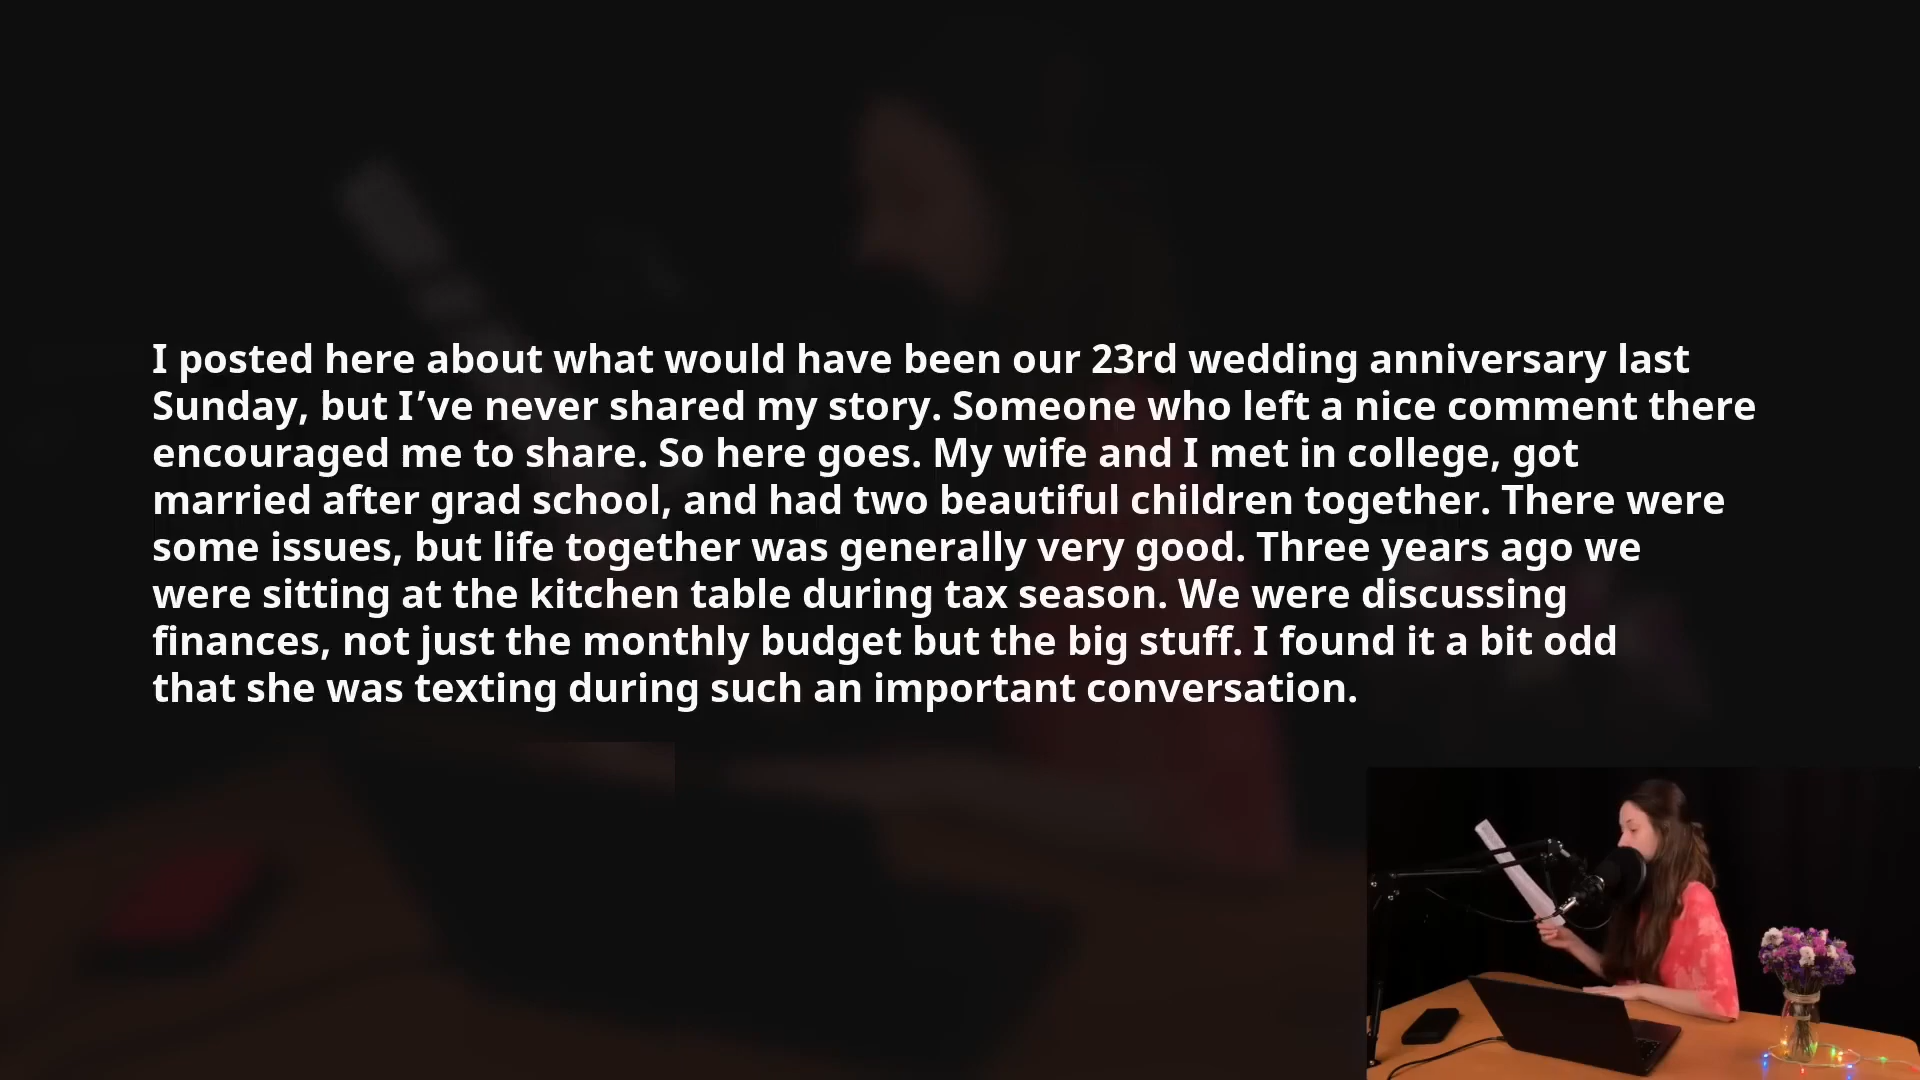 I posted here about what would have been our 23rd wedding anniversary last
Sunday, but I’ve never shared my story. Someone who left a nice comment there
encouraged me to share. So here goes. My wife and I met in college, got
married after grad school, and had two beautiful children together. There were
some issues, but life together was generally very good. Three years ago we
were sitting at the kitchen table during tax season. We were discussing
finances, not just the monthly budget but the big stuff. I found it a bit odd
that she was texting during such an important conversation.